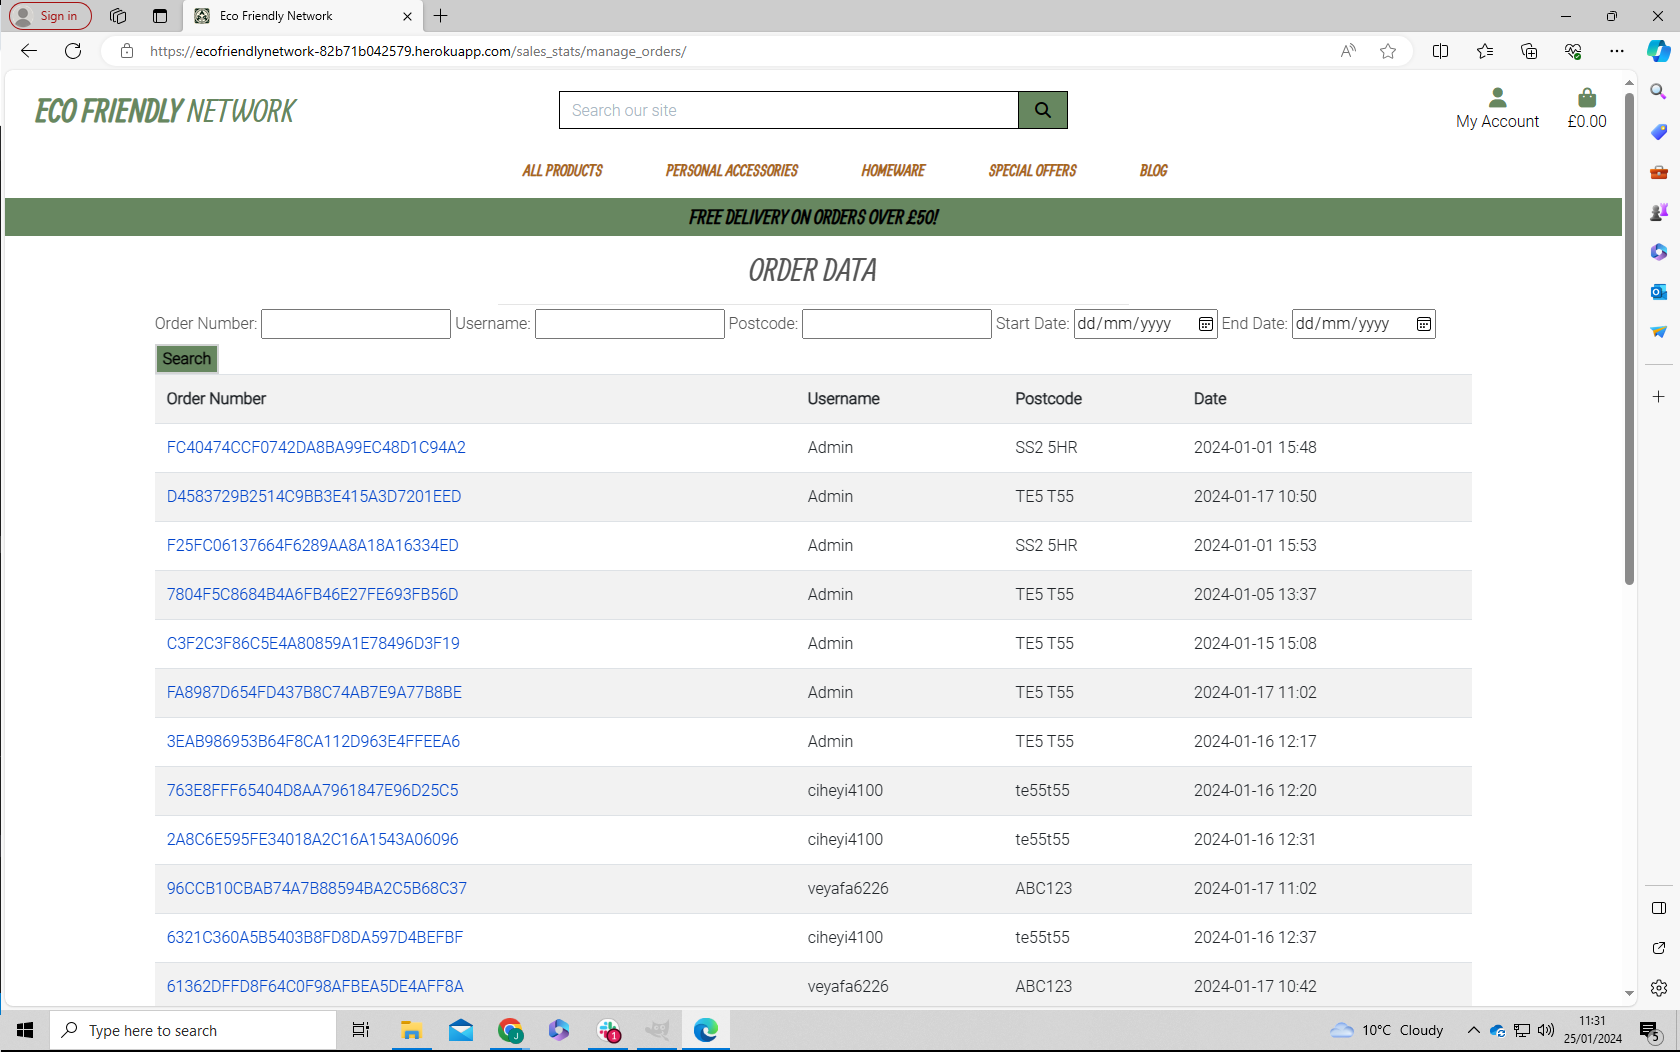 Sign in
Eco Friendly Network
https://ecofriendlynetwork-82b71b042579.herokuapp.com/sales_stats/manage_orders/
ECO FRIENDLY NETWORK
Search our site
My Account
£0.00
ALL PRODUCTS PERSONAL ACCESSORIES HOMEWARE SPECIAL OFFERS BLOG
FREE DELIVERY ON ORDERS OVER £50!
ORDER DATA
Order Number: Username: Postcode: Start Date: dd/mm/yyyy End Date: dd/mm/yyyy
Search
Order Number Username Postcode Date
FC40474CCF0742DA8BA99EC48D1C94A2 Admin SS2 5HR 2024-01-01 15:48
D4583729B2514C9BB3E415A3D7201EED Admin TE5 T55 2024-01-17 10:50
F25FC06137664F6289AA8A18A16334ED Admin SS2 5HR 2024-01-01 15:53
7804F5C8684B4A6FB46E27FE693FB56D Admin TE5 T55 2024-01-05 13:37
C3F2C3F86C5E4A80859A1E78496D3F19 Admin TE5 T55 2024-01-15 15:08
FA8987D654FD437B8C74AB7E9A77B8BE Admin TE5 T55 2024-01-17 11:02
3EAB986953B64F8CA112D963E4FFEEA6 Admin TE5 T55 2024-01-16 12:17
763E8FFF65404D8AA7961847E96D25C5 ciheyi4100 te55t55 2024-01-16 12:20
2A8C6E595FE34018A2C16A1543A06096 ciheyi4100 te55t55 2024-01-16 12:31
96CCB10CBAB74A7B88594BA2C5B68C37 veyafa6226 ABC123 2024-01-17 11:02
6321C360A5B5403B8FD8DA597D4BEFBF ciheyi4100 te55t55 2024-01-16 12:37
61362DFFD8F64C0F98AFBEA5DE4AFF8A veyafa6226 ABC123 2024-01-17 10:42
Type here to search
10°C Cloudy
11:31
25/01/2024
5